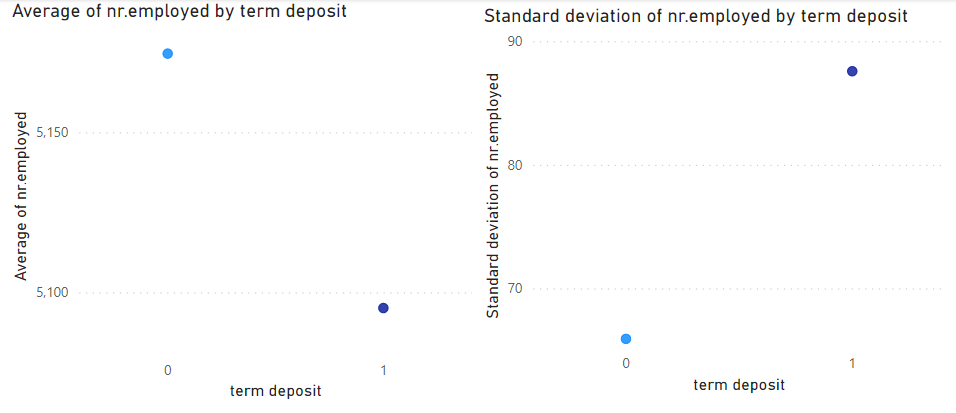 Average of nr.employed by term deposit
Average of nr.employed
5,150
5,100
0
1
term deposit
Standard deviation of nr.employed by term deposit
Standard deviation of nr.employed
90
80
70
0
1
term deposit